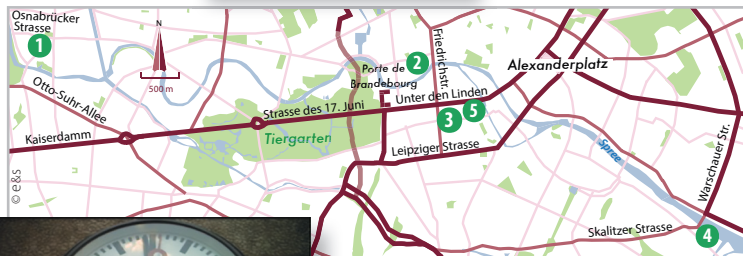 Osnabrücker
Strasse
1
N
500 m
Otto-Suhr-Allee
Kaiserdamm
Strasse des 17. Juni
Tiergarten
Porte de
Brandebourg
2
Friedrichstr.
Unter den Linden
3
5
Alexanderplatz
Leipziger Strasse
Spree
Warschauer Str.
Skalitzer Strasse
4
© e&s